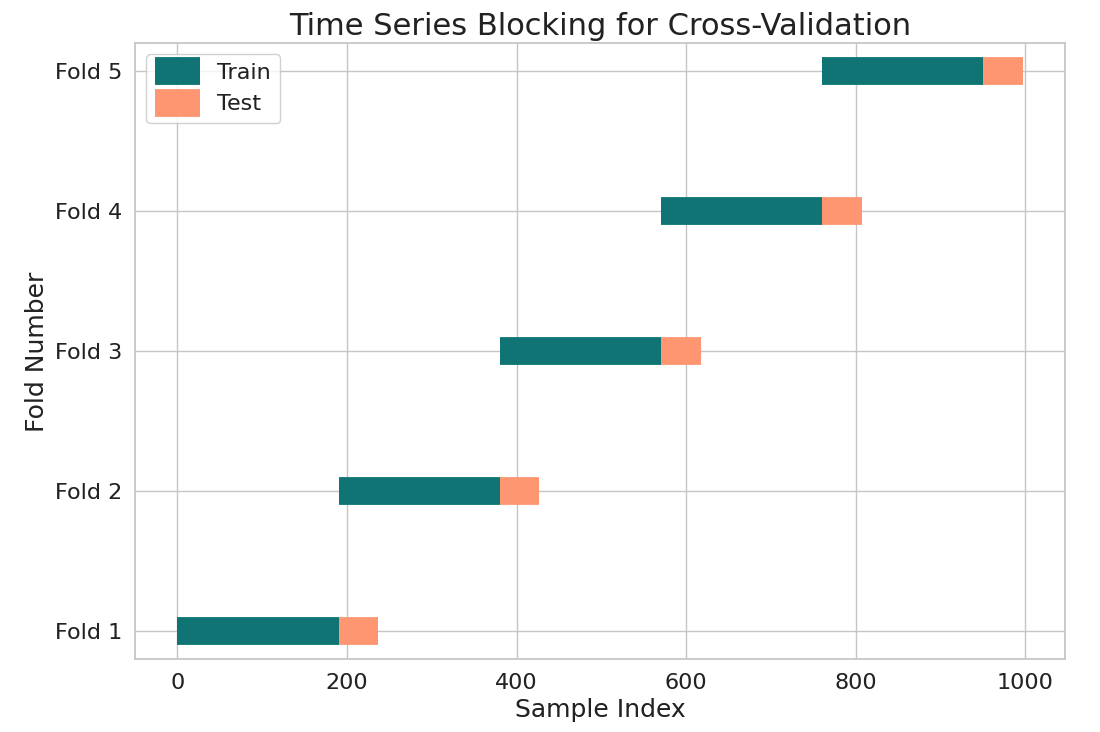 Time Series Blocking for Cross-Validation
Train
Test
Fold 5
Fold 4
Fold 3
Fold 2
Fold 1
Fold Number
0 200 400 600 800 1000
Sample Index